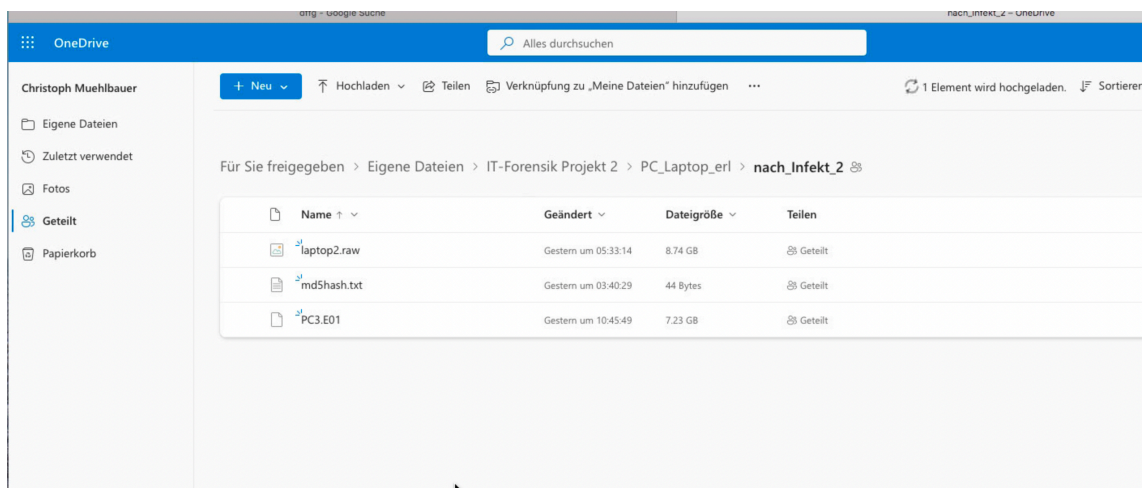 offg - Google Suche
nach_Infekt_2 – OneDrive
OneDrive
Alles durchsuchen
Christoph Muehlbauer
Neu
Hochladen
Teilen
Verknüpfung zu „Meine Dateien" hinzufügen
1 Element wird hochgeladen.
Sortieren
Eigene Dateien
Zuletzt verwendet
Fotos
Geteilt
Papierkorb
Für Sie freigegeben > Eigene Dateien > IT-Forensik Projekt 2 > PC_Laptop_erl > nach_Infekt_2
Name Geändert Dateigröße Teilen
laptop2.raw Gestern um 05:33:14 8.74 GB Geteilt
md5hash.txt Gestern um 03:40:29 44 Bytes Geteilt
PC3.E01 Gestern um 10:45:49 7.23 GB Geteilt